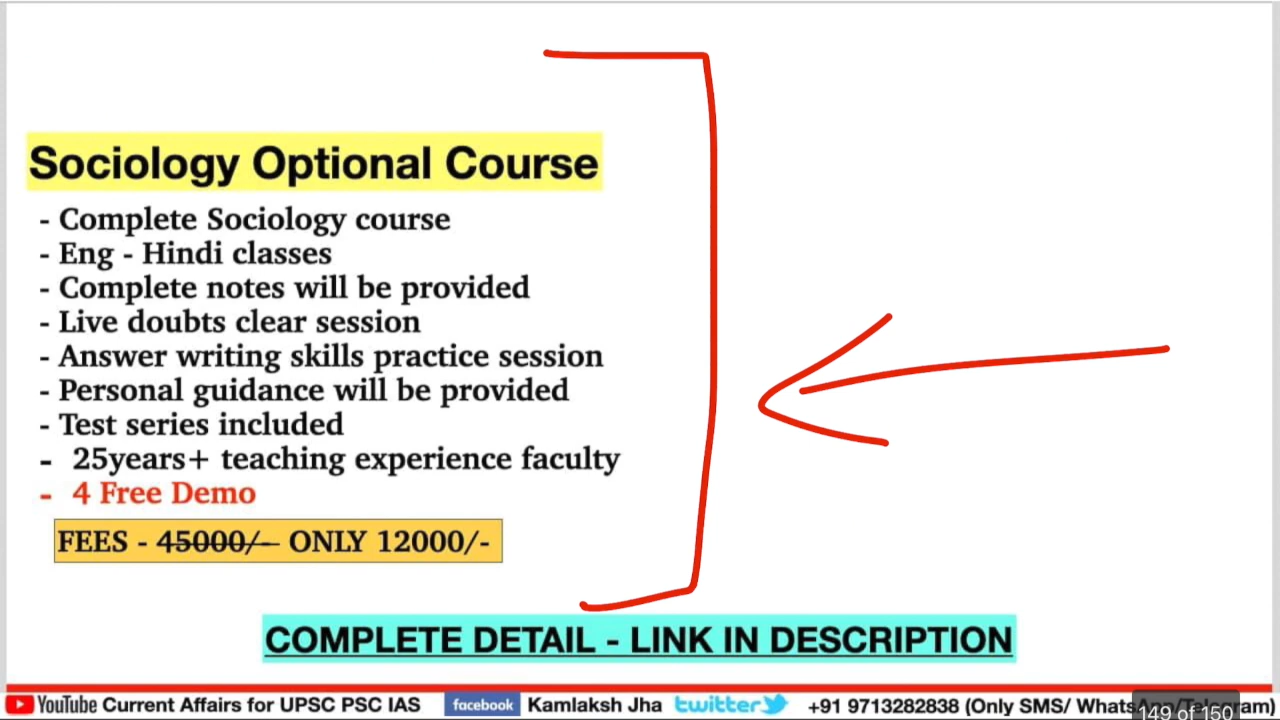 Sociology Optional Course
- Complete Sociology course
- Eng - Hindi classes
- Complete notes will be provided
- Live doubts clear session
- Answer writing skills practice session
- Personal guidance will be provided
- Test series included
- 25years+ teaching experience faculty
- 4 Free Demo
FEES - 45000/- ONLY 12000/-
COMPLETE DETAIL - LINK IN DESCRIPTION
YouTube Current Affairs for UPSC PSC IAS facebook Kamlaksh Jha twitter +91 9713282838 (Only SMS/
149 of 150